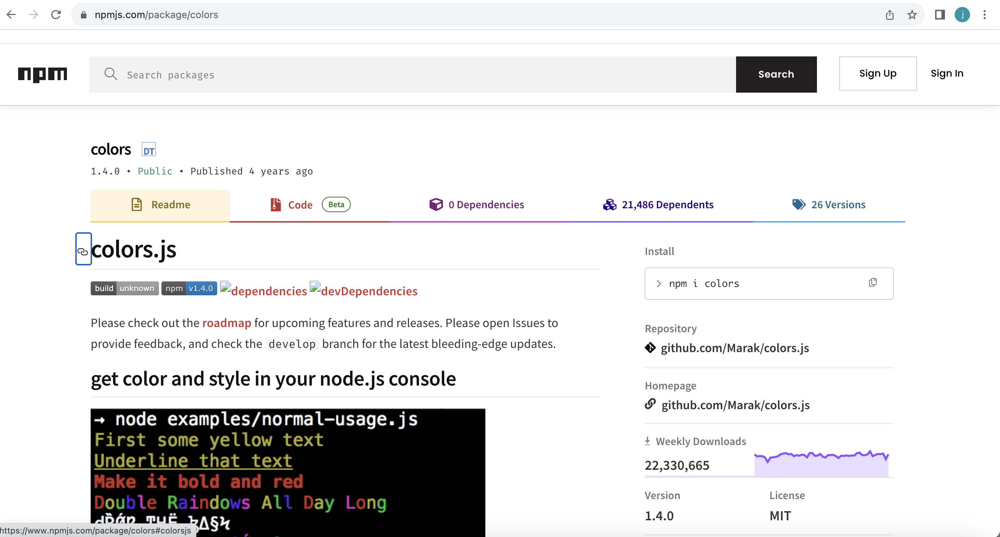 npmjs.com/package/colors
j
npm
Search packages
Search
Sign Up
Sign In
colors DT
1.4.0 • Public • Published 4 years ago
Readme
Code Beta
0 Dependencies
21,486 Dependents
26 Versions
colors.js
build unknown npm v1.4.0 dependencies devDependencies
Please check out the roadmap for upcoming features and releases. Please open Issues to
provide feedback, and check the develop branch for the latest bleeding-edge updates.
get color and style in your node.js console
→ node examples/normal-usage.js
First some yellow text
Underline that text
Make it bold and red
Double Raindows All Day Long
https://www.npmjs.com/package/colors#colorsjs
Install
> npm i colors
Repository
github.com/Marak/colors.js
Homepage
github.com/Marak/colors.js
Weekly Downloads
22,330,665
Version
1.4.0
License
MIT